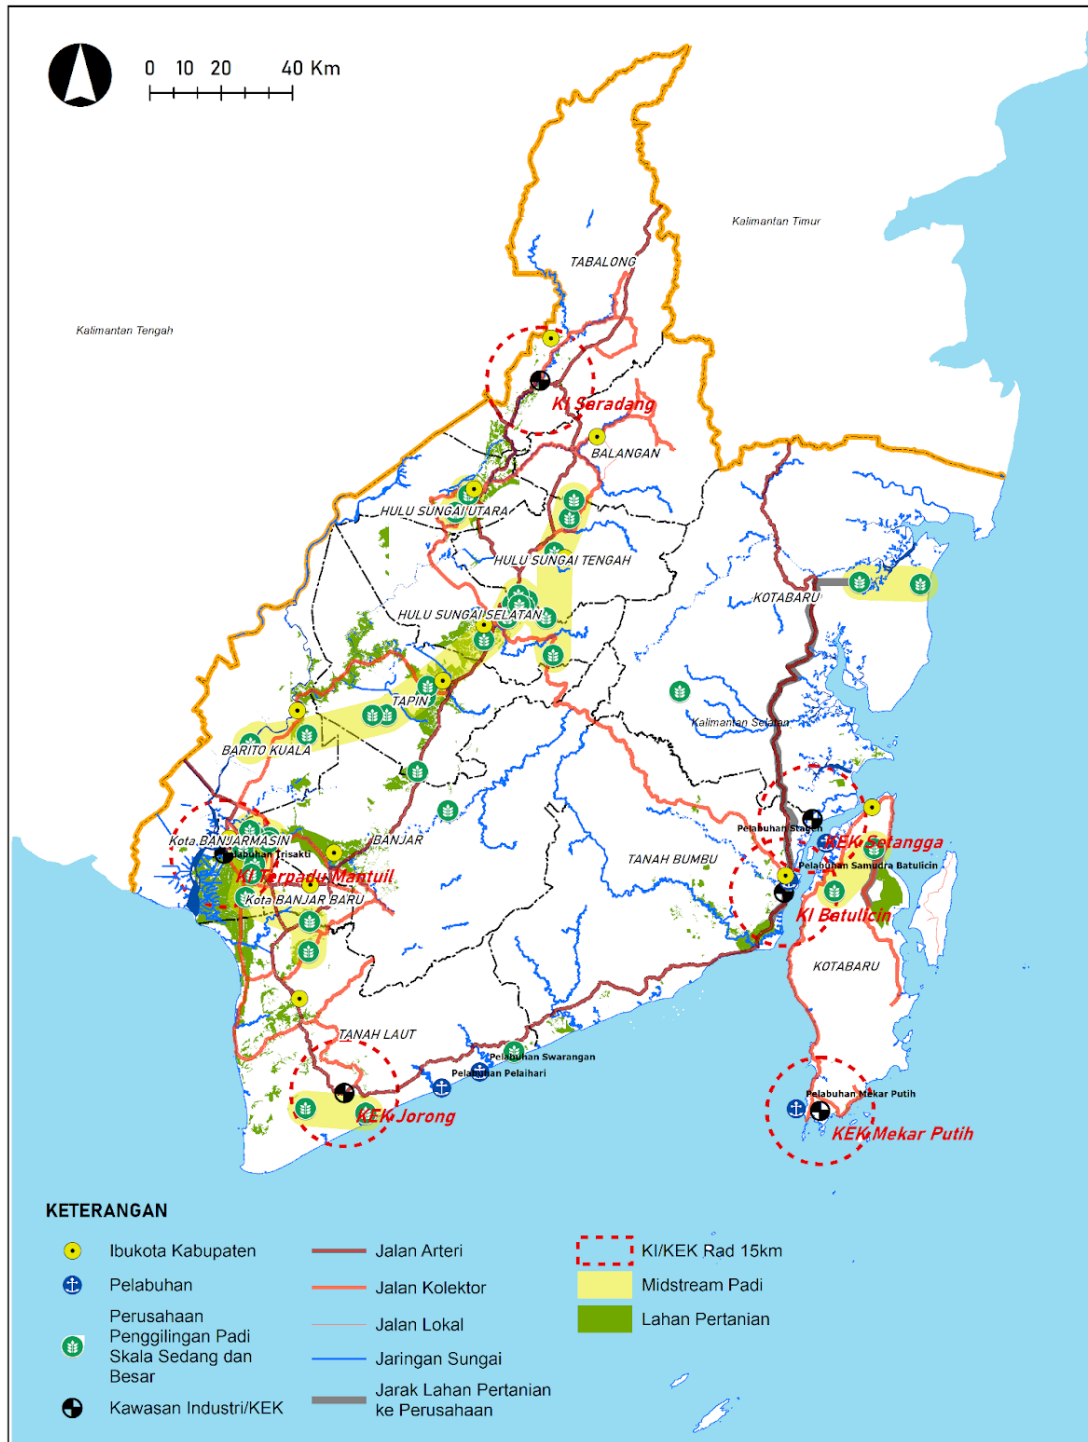 0 10 20 40 Km
Kalimantan Timur
TABALONG
Kalimantan Tengah
KI Seradang
BALANGAN
HULU SUNGAI UTARA
HULU SUNGAI TENGAH
KOTABARU
HULU SUNGAI SELATAN
TAPIN
Kalimantan Selatan
BARITO KUALA
Pelabuhan Stagen
Kota BANJARMASIN
BANJAR
KEK Setangga
Pelabuhan Trisakti
TANAH BUMBU
Pelabuhan Samudra Batulicin
KI Terpadu Mantuil
Kota BANJAR BARU
KI Batulicin
KOTABARU
TANAH LAUT
Pelabuhan Swarangan
Pelabuhan Pelaihari
Pelabuhan Mekar Putih
KEK Jorong
KEK Mekar Putih
KETERANGAN
Ibukota Kabupaten
Pelabuhan
Perusahaan
Penggilingan Padi
Skala Sedang dan
Besar
Kawasan Industri/KEK
Jalan Arteri
Jalan Kolektor
Jalan Lokal
Jaringan Sungai
Jarak Lahan Pertanian
ke Perusahaan
KI/KEK Rad 15km
Midstream Padi
Lahan Pertanian